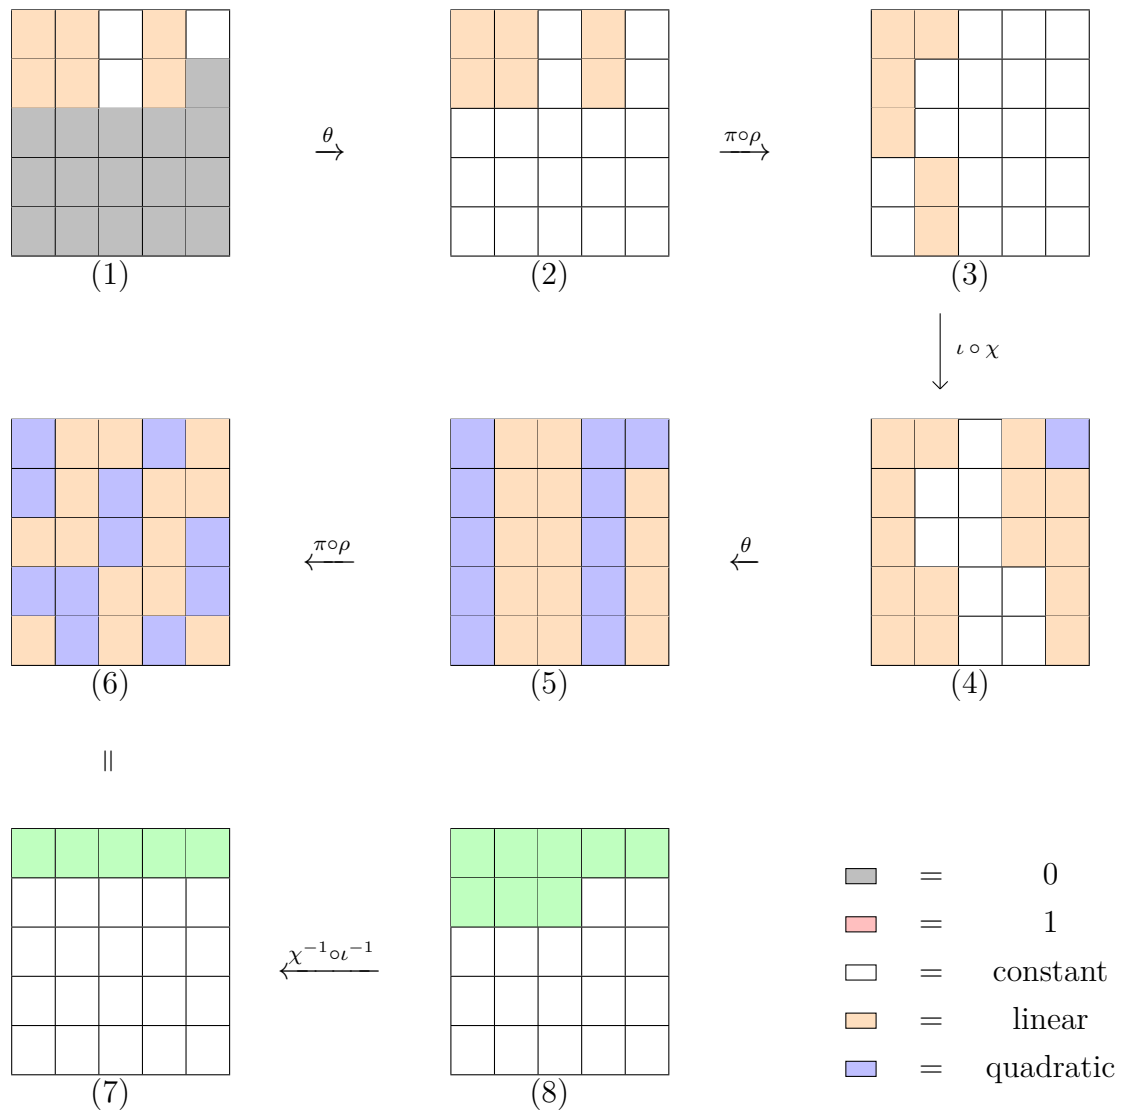 θ
π∘ρ
(1)
(2)
(3)
ι ∘ χ
π∘ρ
θ
(6)
(5)
(4)
=
χ⁻¹∘ι⁻¹
= 0
= 1
= constant
= linear
= quadratic
(7)
(8)